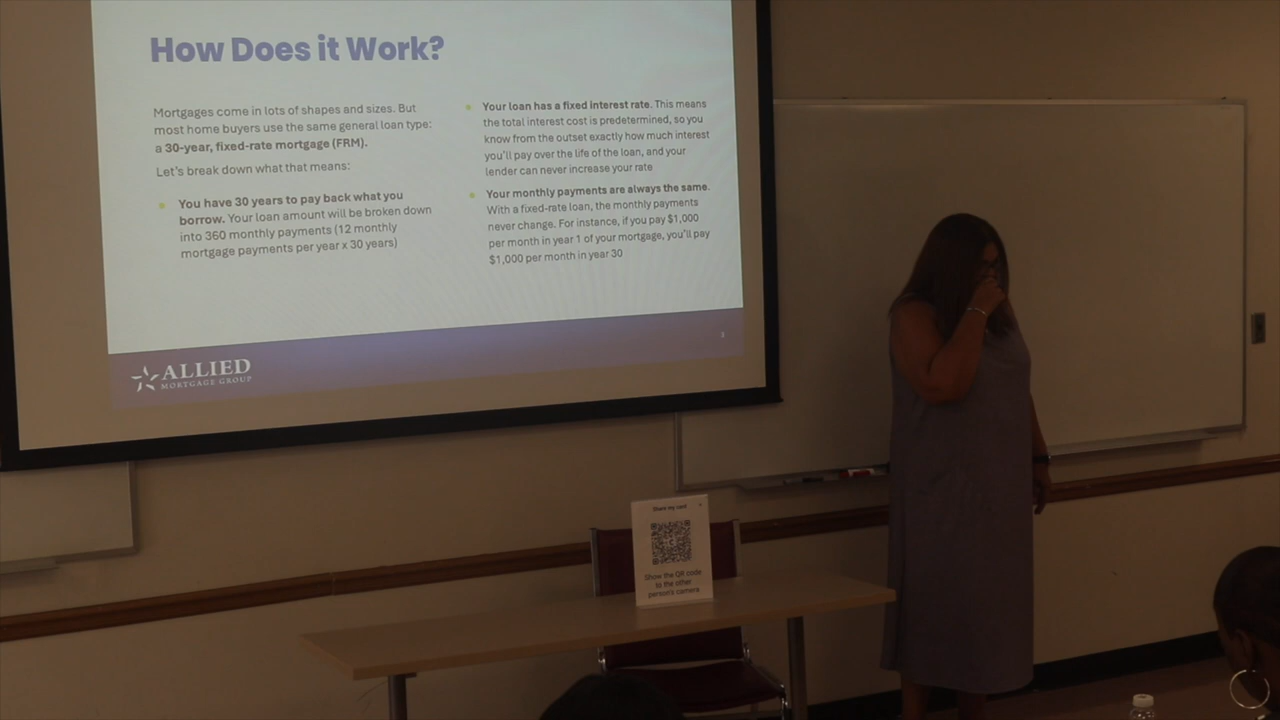 How Does it Work?
Mortgages come in lots of shapes and sizes. But
most home buyers use the same general loan type:
a 30-year, fixed-rate mortgage (FRM).
Let's break down what that means:
You have 30 years to pay back what you
borrow. Your loan amount will be broken down
into 360 monthly payments (12 monthly
mortgage payments per year x 30 years)
Your loan has a fixed interest rate. This means
the total interest cost is predetermined, so you
know from the outset exactly how much interest
you'll pay over the life of the loan, and your
lender can never increase your rate
Your monthly payments are always the same.
With a fixed-rate loan, the monthly payments
never change. For instance, if you pay $1,000
per month in year 1 of your mortgage, you'll pay
$1,000 per month in year 30
ALLIED
MORTGAGE GROUP
Share my card
Show the QR code
to the other
person's camera